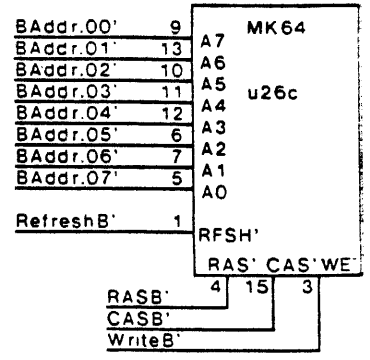 BAddr.00' 9 MK64
BAddr.01' 13 A7
BAddr.02' 10 A6
BAddr.03' 11 A5 u26c
BAddr.04' 12 A4
BAddr.05' 6 A3
BAddr.06' 7 A2
BAddr.07' 5 A1
A0
RefreshB' 1
RFSH'
RAS' CAS' WE'
4 15 3
RASB'
CASB'
WriteB'